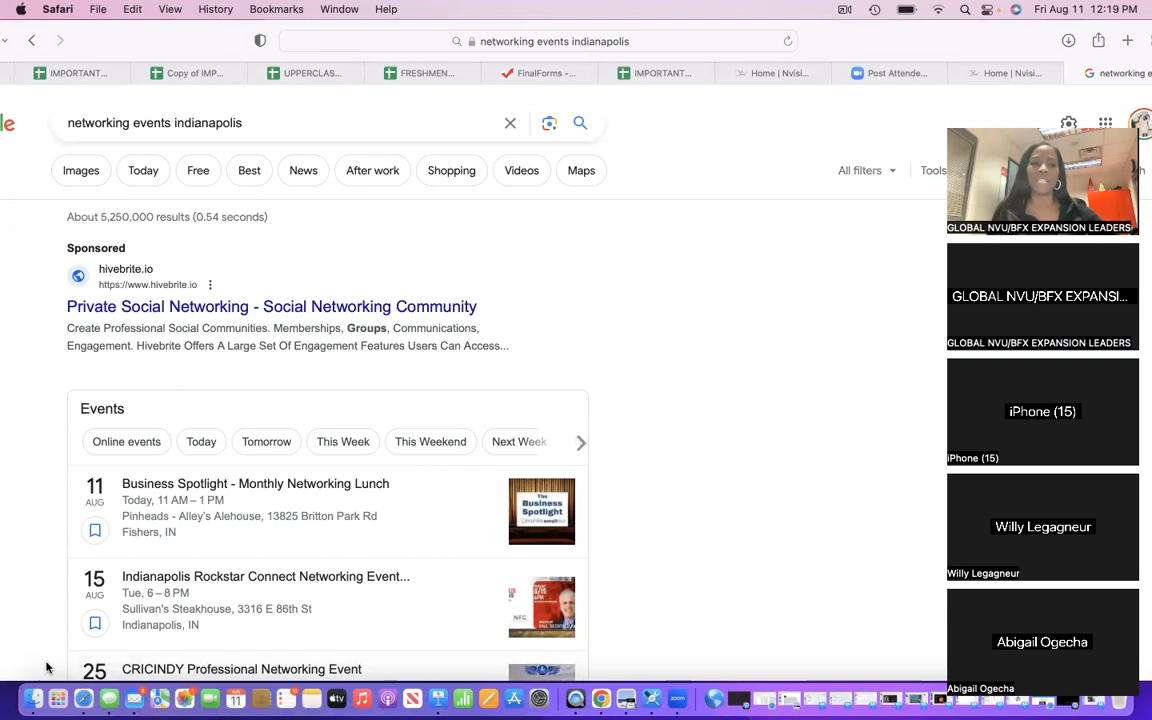 Safari File Edit View History Bookmarks Window Help Fri Aug 11 12:19 PM
networking events indianapolis
IMPORTANT... Copy of IMP... UPPERCLAS... FRESHMEN... FinalForms -... IMPORTANT... Home | Nvisi... Post Attende... Home | Nvisi... networking e
le
networking events indianapolis
Images Today Free Best News After work Shopping Videos Maps All filters Tools
About 5,250,000 results (0.54 seconds)
Sponsored
hivebrite.io
https://www.hivebrite.io
Private Social Networking - Social Networking Community
Create Professional Social Communities. Memberships, Groups, Communications,
Engagement. Hivebrite Offers A Large Set Of Engagement Features Users Can Access...
Events
Online events Today Tomorrow This Week This Weekend Next Week
11
AUG
Business Spotlight - Monthly Networking Lunch
Today, 11 AM – 1 PM
Pinheads - Alley's Alehouse, 13825 Britton Park Rd
Fishers, IN
The
Business
Spotlight
15
AUG
Indianapolis Rockstar Connect Networking Event...
Tue, 6 – 8 PM
Sullivan's Steakhouse, 3316 E 86th St
Indianapolis, IN
25
CRICINDY Professional Networking Event
GLOBAL NVU/BFX EXPANSION LEADERS
GLOBAL NVU/BFX EXPANSI...
GLOBAL NVU/BFX EXPANSION LEADERS
iPhone (15)
iPhone (15)
Willy Legagneur
Willy Legagneur
Abigail Ogecha
Abigail Ogecha
zoom